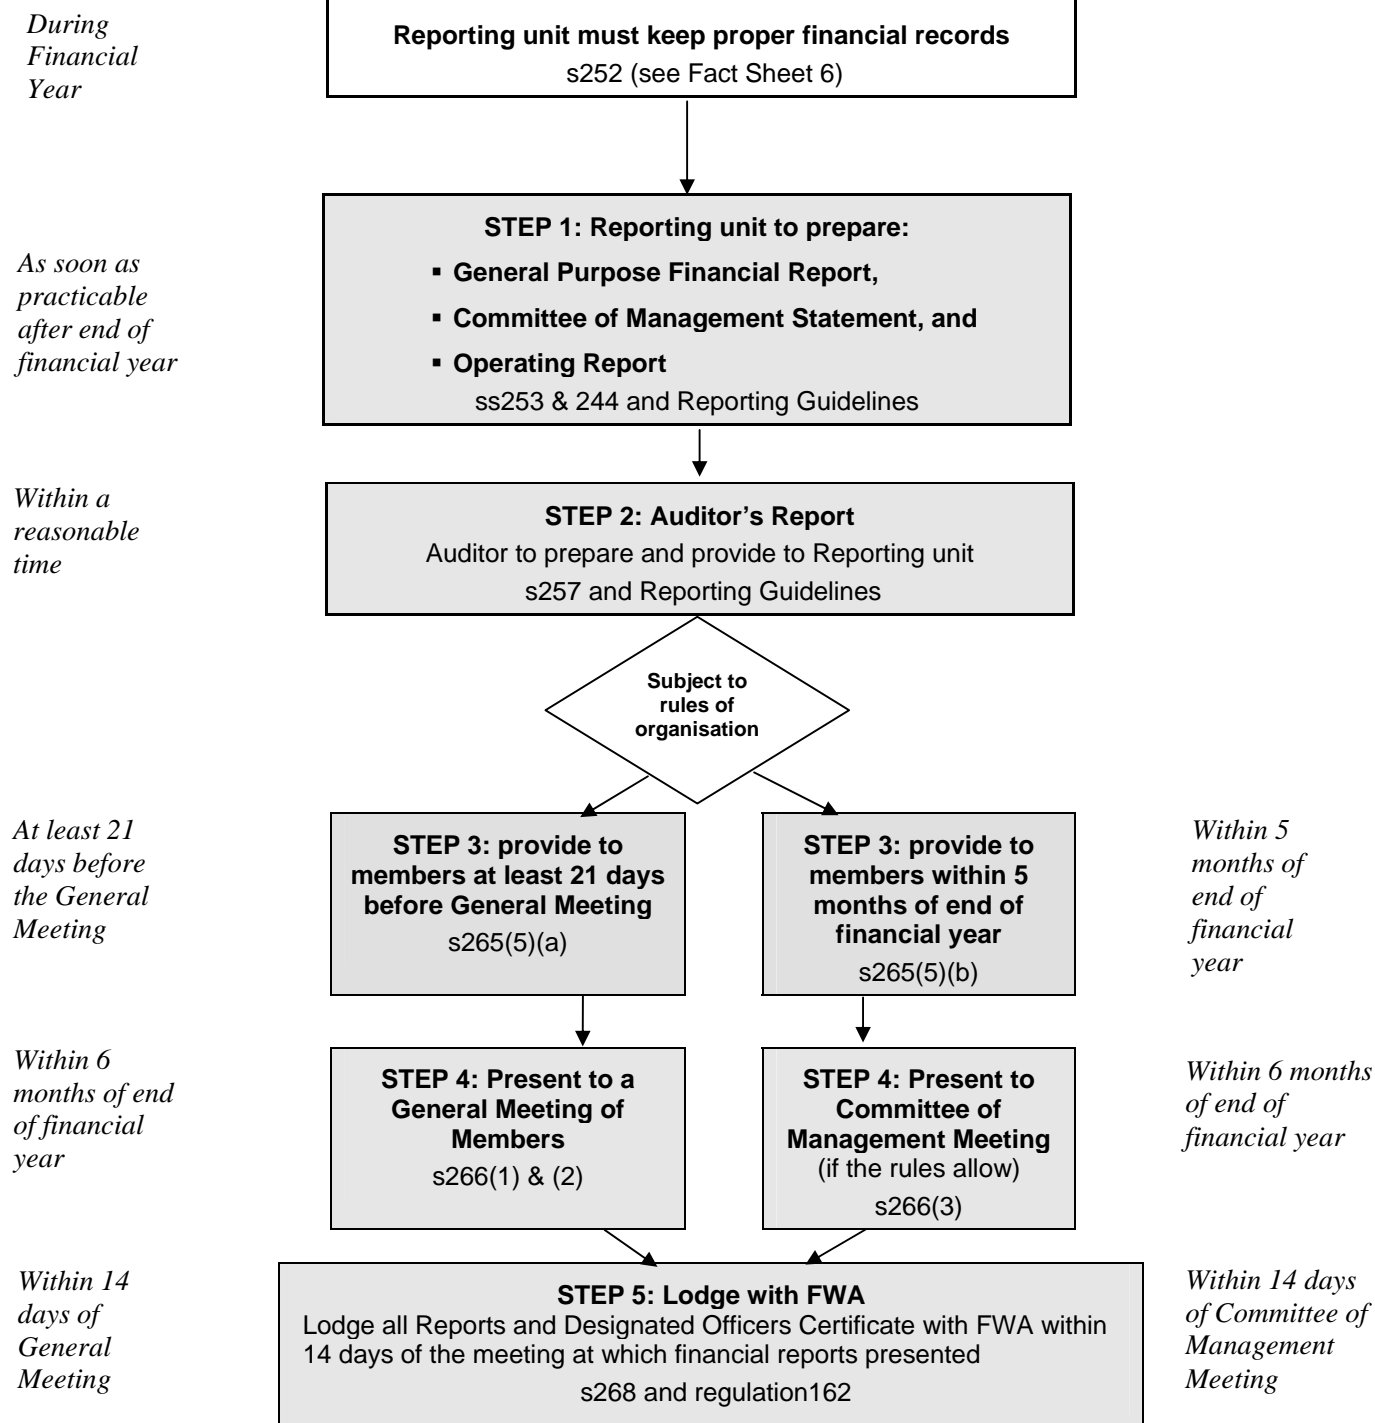 During
Financial
Year
Reporting unit must keep proper financial records
s252 (see Fact Sheet 6)
As soon as
practicable
after end of
financial year
STEP 1: Reporting unit to prepare:
▪ General Purpose Financial Report,
▪ Committee of Management Statement, and
▪ Operating Report
ss253 & 244 and Reporting Guidelines
Within a
reasonable
time
STEP 2: Auditor's Report
Auditor to prepare and provide to Reporting unit
s257 and Reporting Guidelines
Subject to
rules of
organisation
At least 21
days before
the General
Meeting
STEP 3: provide to
members at least 21 days
before General Meeting
s265(5)(a)
STEP 3: provide to
members within 5
months of end of
financial year
s265(5)(b)
Within 5
months of
end of
financial
year
Within 6
months of end
of financial
year
STEP 4: Present to a
General Meeting of
Members
s266(1) & (2)
STEP 4: Present to
Committee of
Management Meeting
(if the rules allow)
s266(3)
Within 6 months
of end of
financial year
Within 14
days of
General
Meeting
STEP 5: Lodge with FWA
Lodge all Reports and Designated Officers Certificate with FWA within
14 days of the meeting at which financial reports presented
s268 and regulation162
Within 14 days
of Committee of
Management
Meeting